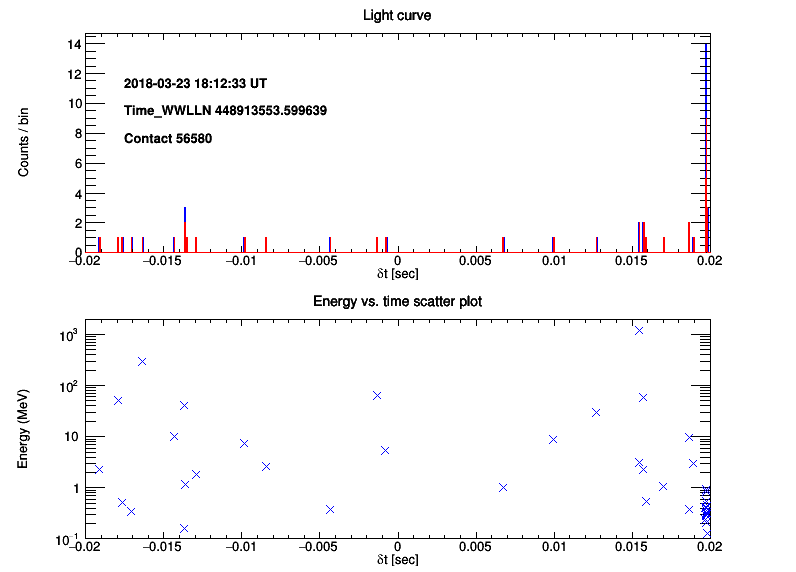 Light curve
14
12
10
8
6
4
2
0
Counts / bin
2018-03-23 18:12:33 UT
Time_WWLLN 448913553.599639
Contact 56580
−0.02 −0.015 −0.01 −0.005 0 0.005 0.01 0.015 0.02
δt [sec]
Energy vs. time scatter plot
10³
10²
10
1
10⁻¹
Energy (MeV)
−0.02 −0.015 −0.01 −0.005 0 0.005 0.01 0.015 0.02
δt [sec]